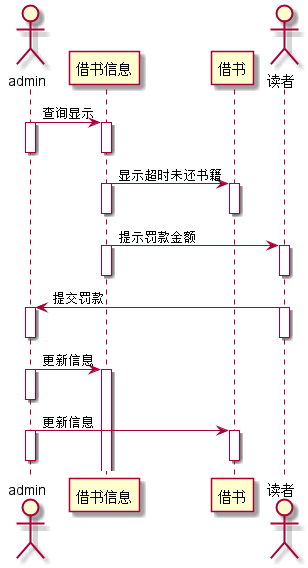 admin
借书信息
借书
读者
查询显示
显示超时未还书籍
提示罚款金额
提交罚款
更新信息
更新信息
admin
借书信息
借书
读者